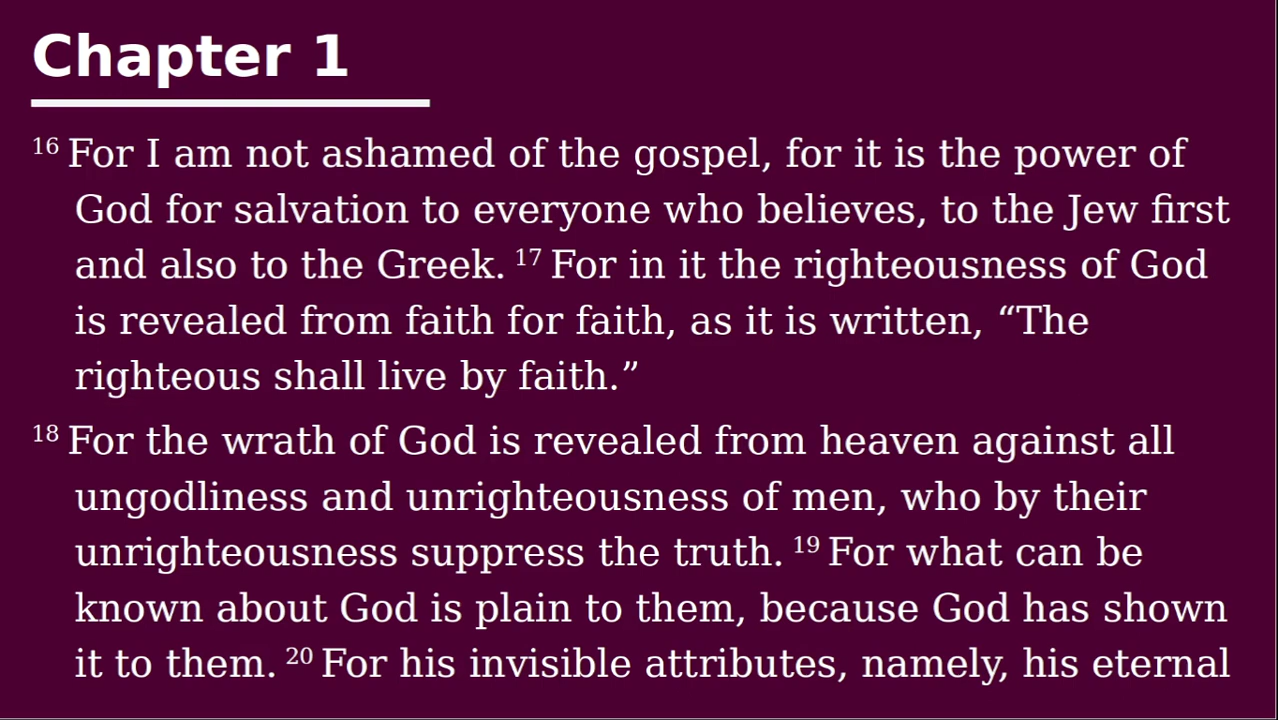 Chapter 1
16 For I am not ashamed of the gospel, for it is the power of
God for salvation to everyone who believes, to the Jew first
and also to the Greek. 17 For in it the righteousness of God
is revealed from faith for faith, as it is written, “The
righteous shall live by faith.”
18 For the wrath of God is revealed from heaven against all
ungodliness and unrighteousness of men, who by their
unrighteousness suppress the truth. 19 For what can be
known about God is plain to them, because God has shown
it to them. 20 For his invisible attributes, namely, his eternal